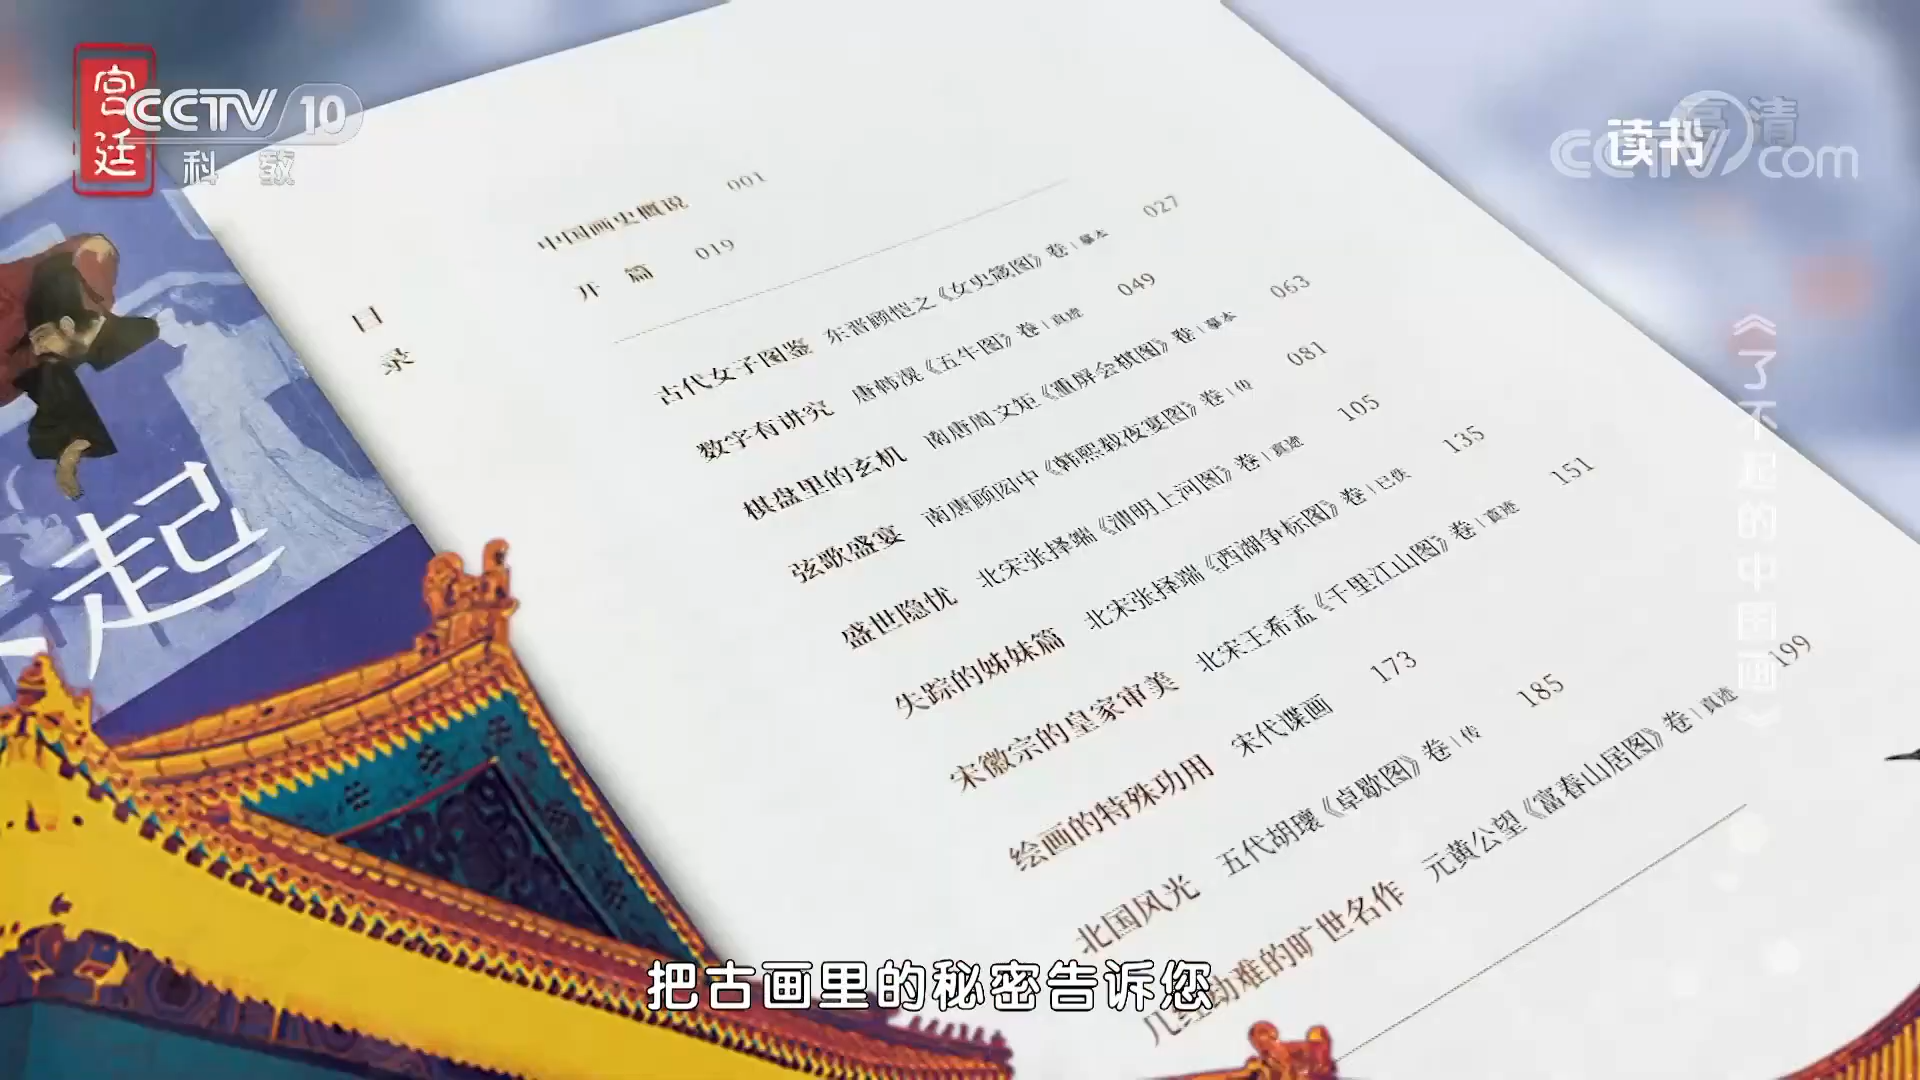 宫廷
CCTV 10
科教
读书
高清
CCTV com
《了不起的中国画》
起
目录
中国画史概说 001
开篇 019
古代女子图鉴 东晋顾恺之《女史箴图》卷|摹本 027
数字有讲究 唐韩滉《五牛图》卷|真迹 049
棋盘里的玄机 南唐周文矩《重屏会棋图》卷|摹本 063
弦歌盛宴 南唐顾闳中《韩熙载夜宴图》卷|传 081
盛世隐忧 北宋张择端《清明上河图》卷|真迹 105
失踪的姊妹篇 北宋张择端《西湖争标图》卷|已佚 135
宋徽宗的皇家审美 北宋王希孟《千里江山图》卷|真迹 151
绘画的特殊功用 宋代谍画 173
北国风光 五代胡瓌《卓歇图》卷|传 185
几经劫难的旷世名作 元黄公望《富春山居图》卷|真迹 199
把古画里的秘密告诉您